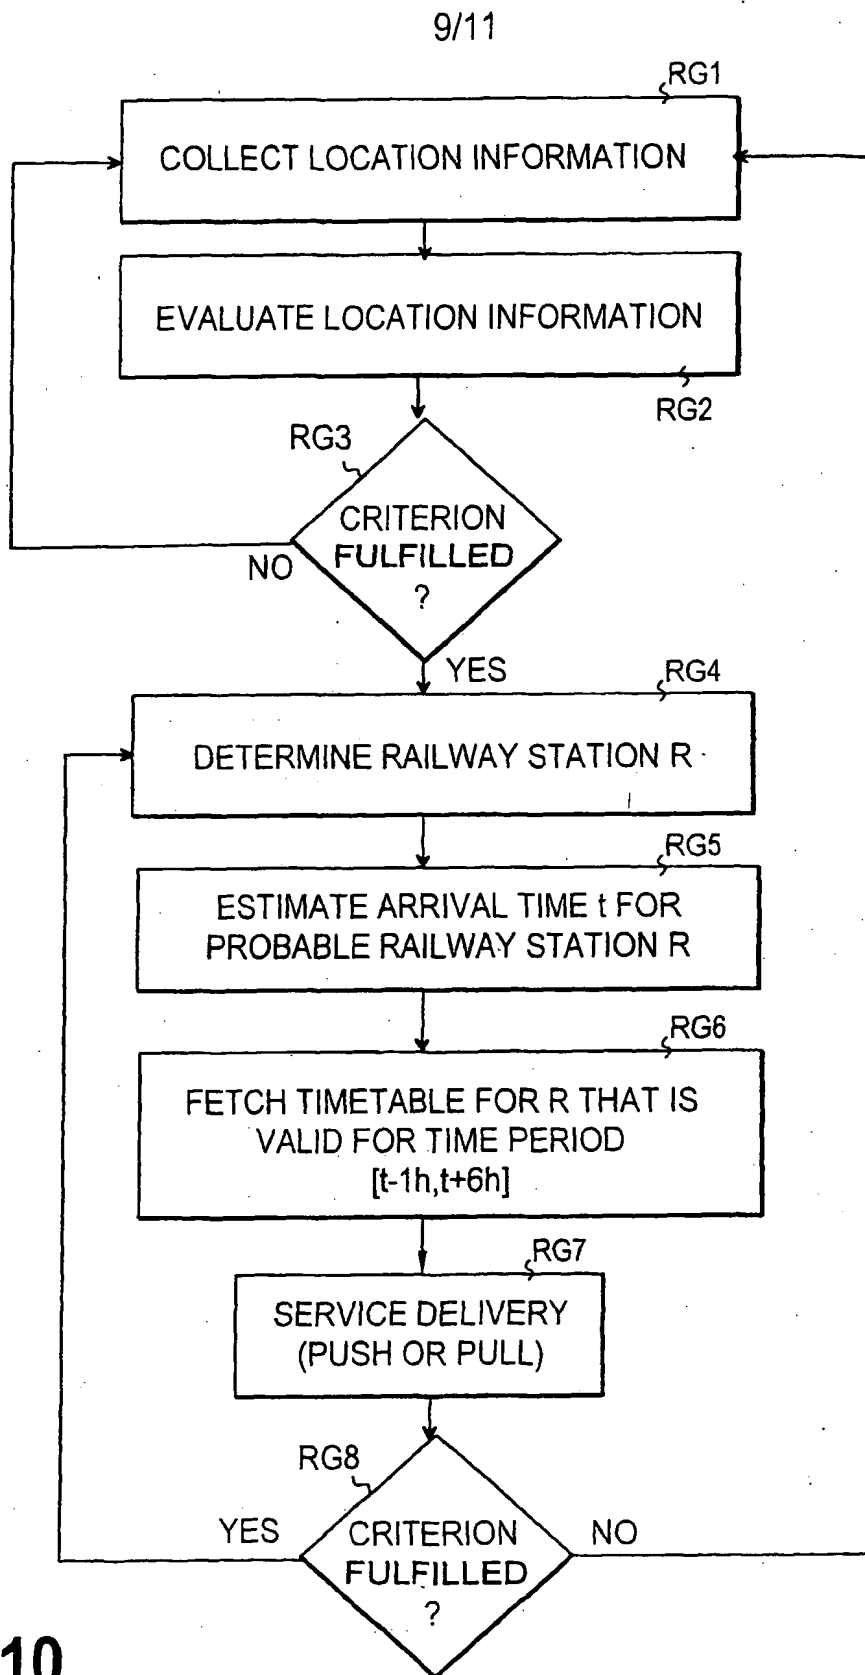 9/11
RG1
COLLECT LOCATION INFORMATION
EVALUATE LOCATION INFORMATION
RG2
RG3
CRITERION
FULFILLED
?
NO
YES
RG4
DETERMINE RAILWAY STATION R
RG5
ESTIMATE ARRIVAL TIME t FOR
PROBABLE RAILWAY STATION R
RG6
FETCH TIMETABLE FOR R THAT IS
VALID FOR TIME PERIOD
[t-1h,t+6h]
RG7
SERVICE DELIVERY
(PUSH OR PULL)
RG8
YES
CRITERION
FULFILLED
?
NO
10